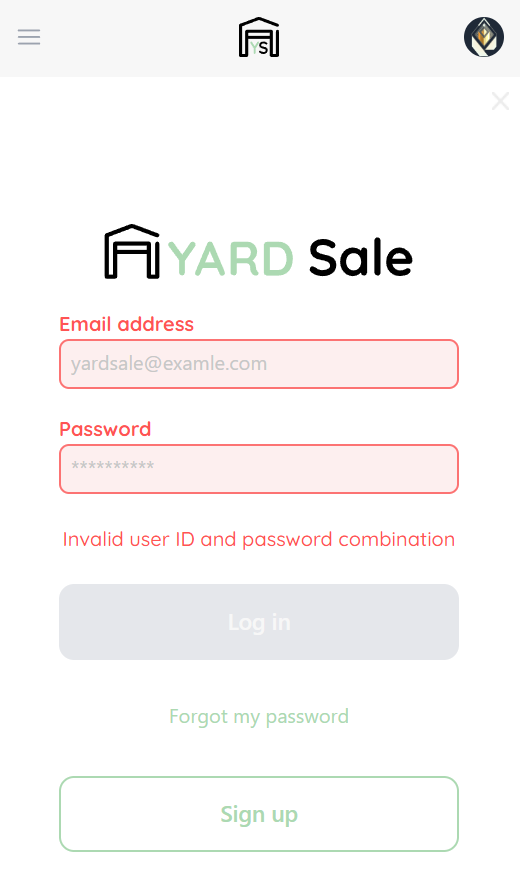 YS
YARD Sale
Email address
yardsale@examle.com
Password
**********
Invalid user ID and password combination
Log in
Forgot my password
Sign up